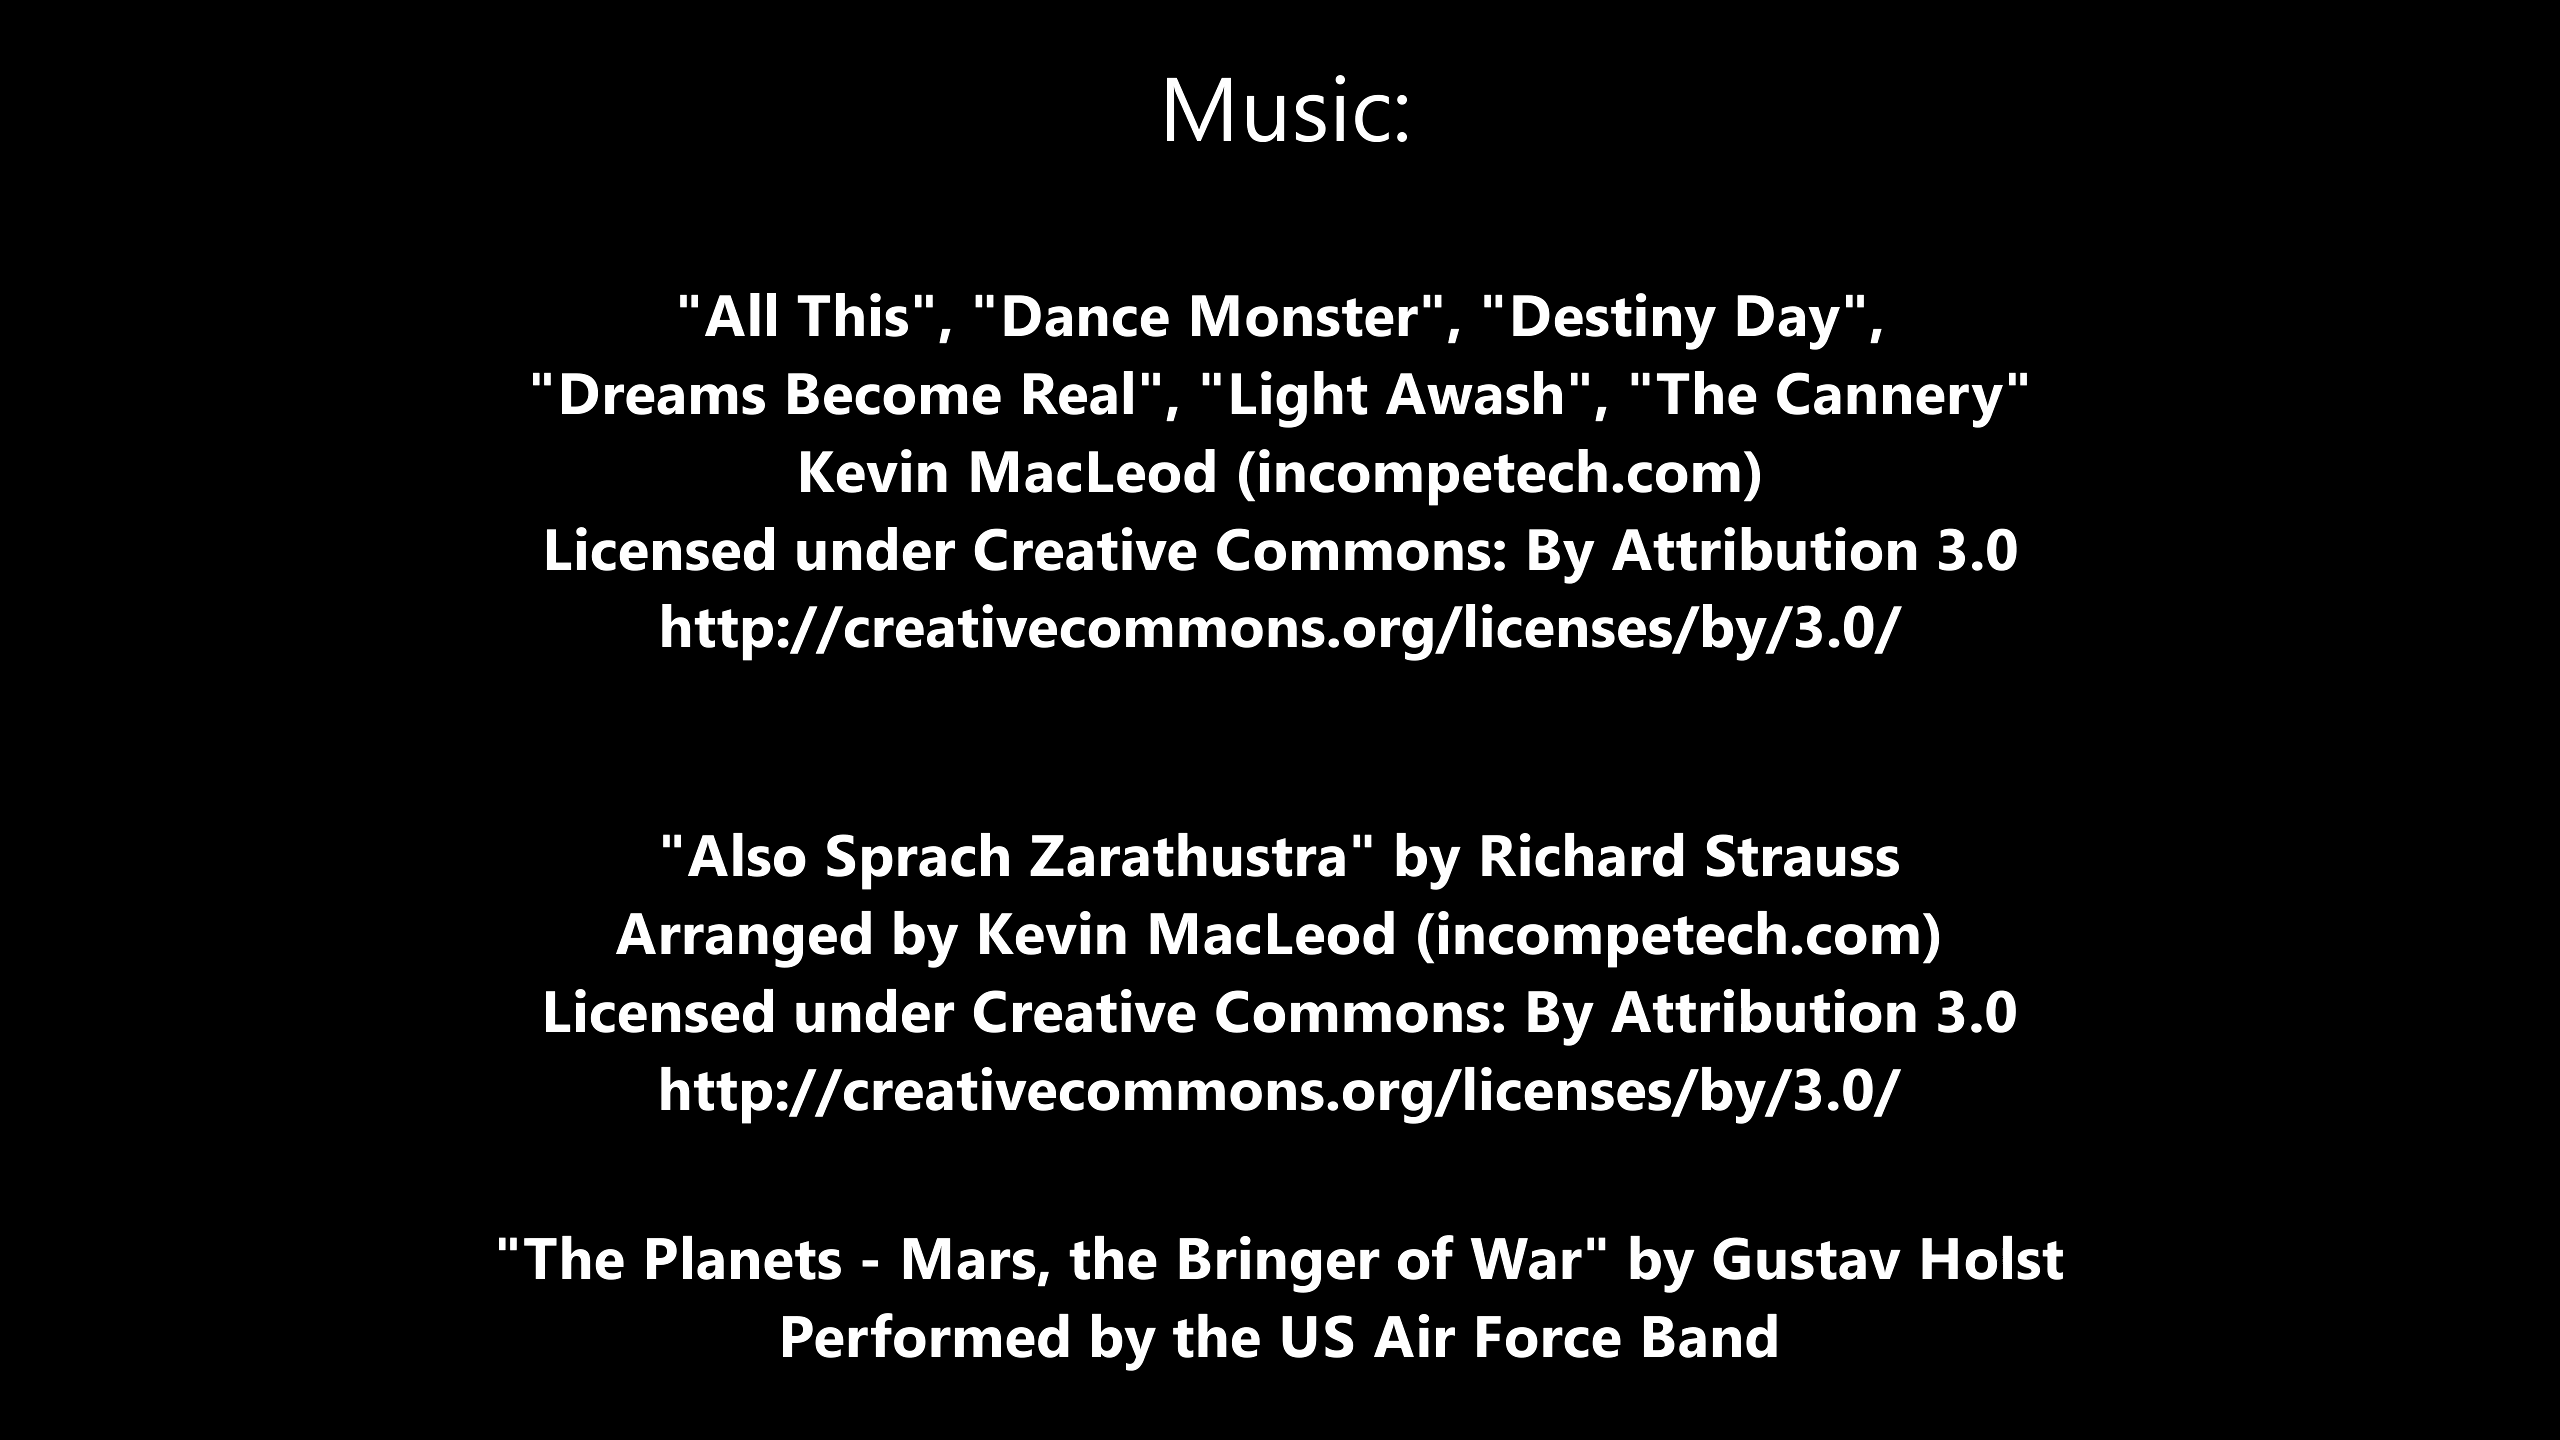 Music:
"All This", "Dance Monster", "Destiny Day",
"Dreams Become Real", "Light Awash", "The Cannery"
Kevin MacLeod (incompetech.com)
Licensed under Creative Commons: By Attribution 3.0
http://creativecommons.org/licenses/by/3.0/
"Also Sprach Zarathustra" by Richard Strauss
Arranged by Kevin MacLeod (incompetech.com)
Licensed under Creative Commons: By Attribution 3.0
http://creativecommons.org/licenses/by/3.0/
"The Planets - Mars, the Bringer of War" by Gustav Holst
Performed by the US Air Force Band